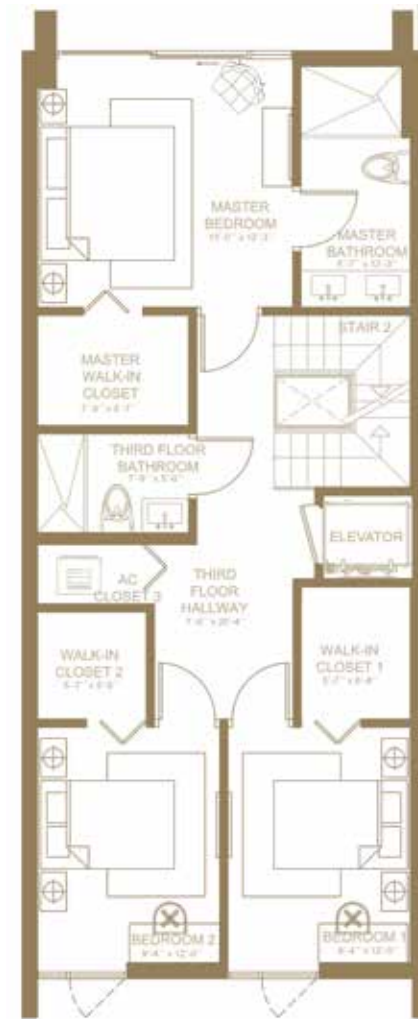 MASTER
BEDROOM
MASTER
BATHROOM
STAIR 2
MASTER
WALK-IN
CLOSET
THIRD FLOOR
BATHROOM
ELEVATOR
AC
CLOSET 3
THIRD
FLOOR
HALLWAY
WALK-IN
CLOSET 2
WALK-IN
CLOSET 1
BEDROOM 2
BEDROOM 1